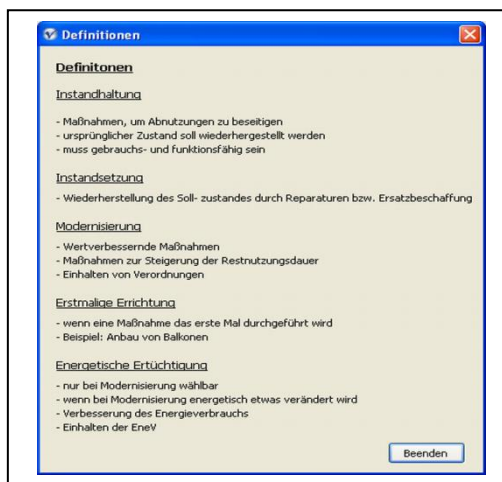 Definitionen
Definitonen
Instandhaltung
- Maßnahmen, um Abnutzungen zu beseitigen
- ursprünglicher Zustand soll wiederhergestellt werden
- muss gebrauchs- und funktionsfähig sein
Instandsetzung
- Wiederherstellung des Soll- zustandes durch Reparaturen bzw. Ersatzbeschaffung
Modernisierung
- Wertverbessernde Maßnahmen
- Maßnahmen zur Steigerung der Restnutzungsdauer
- Einhalten von Verordnungen
Erstmalige Errichtung
- wenn eine Maßnahme das erste Mal durchgeführt wird
- Beispiel: Anbau von Balkonen
Energetische Ertüchtigung
- nur bei Modernisierung wählbar
- wenn bei Modernisierung energetisch etwas verändert wird
- Verbesserung des Energieverbrauchs
- Einhalten der EneV
Beenden